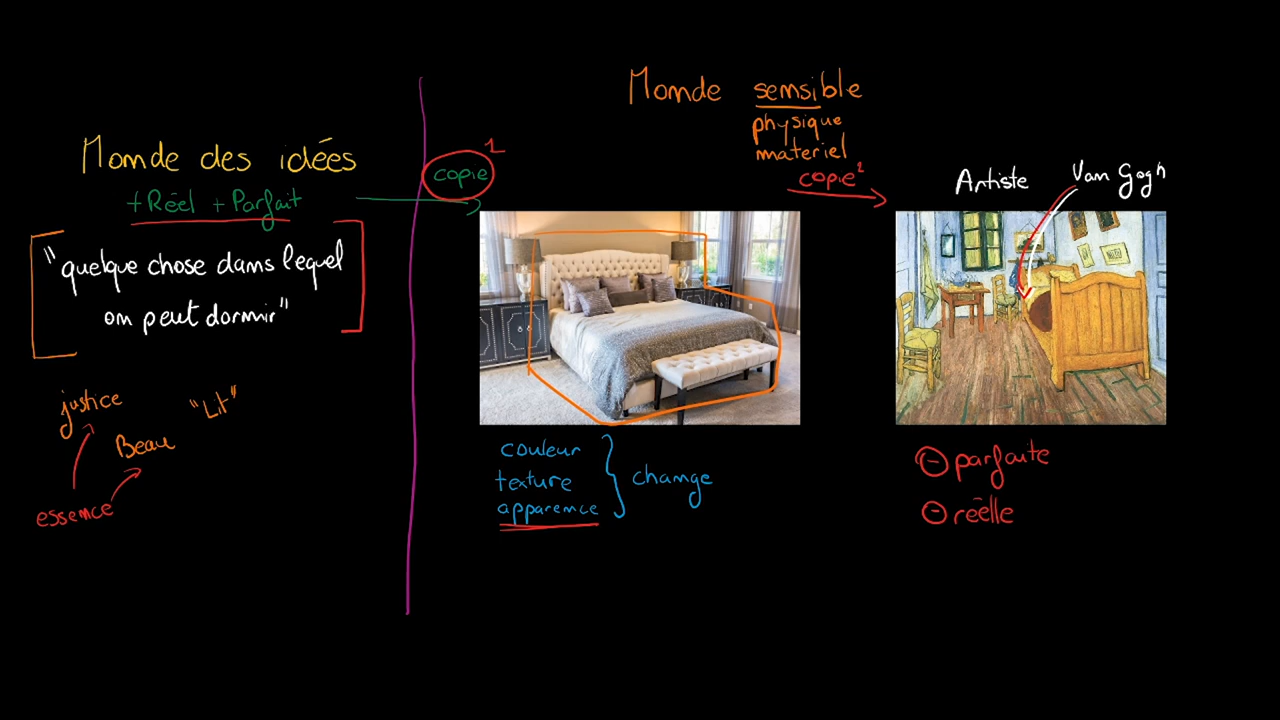 Monde des idées
+Réel + Parfait
"quelque chose dans lequel
on peut dormir"
justice
"Lit"
Beau
essence
copie 1
Monde sensible
physique
materiel
copie 2
Artiste
Van Gogh
couleur
texture
apparence
change
- parfaite
- réelle